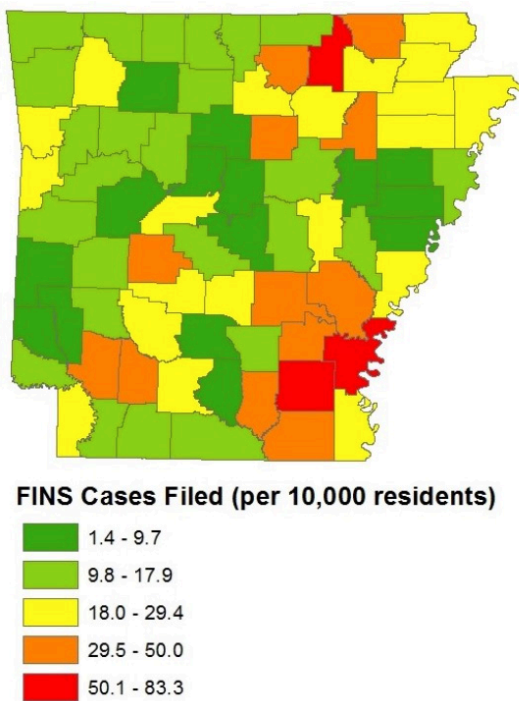 FINS Cases Filed (per 10,000 residents)
1.4 - 9.7
9.8 - 17.9
18.0 - 29.4
29.5 - 50.0
50.1 - 83.3